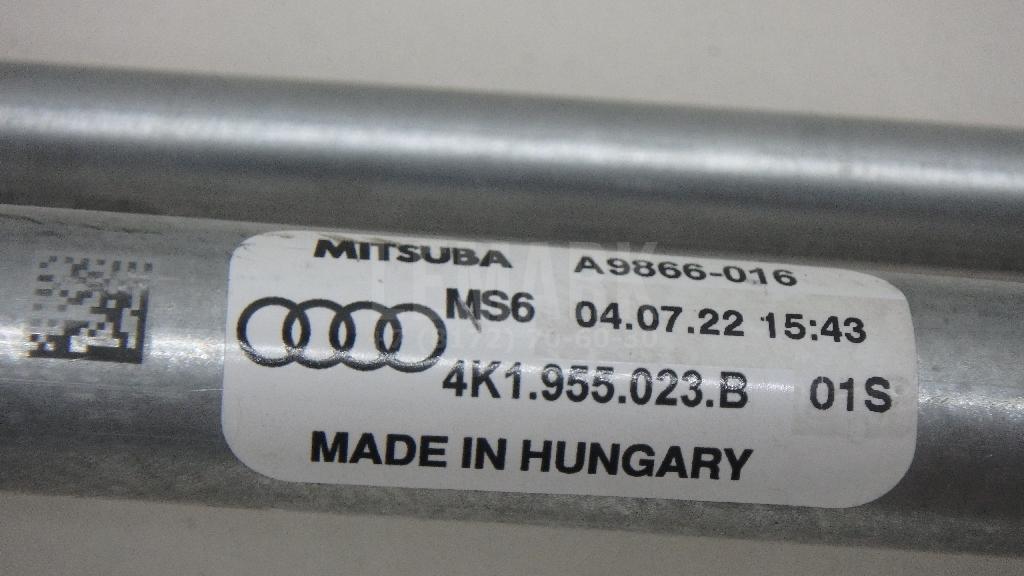 MITSUBA A9866-016
MS6 04.07.22 15:43
4K1.955.023.B 01S
MADE IN HUNGARY